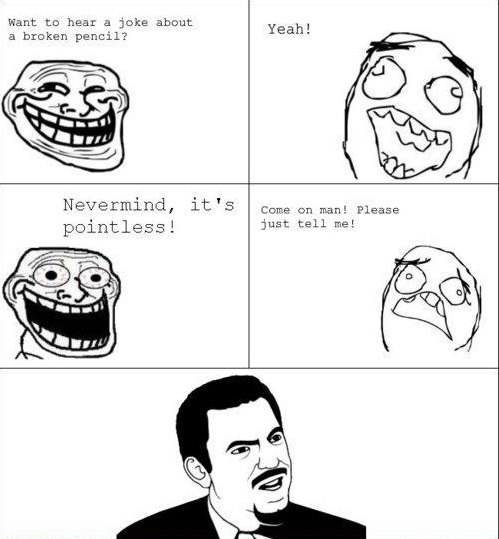 Want to hear a joke about
a broken pencil?
Yeah!
Nevermind, it's
pointless!
Come on man! Please
just tell me!